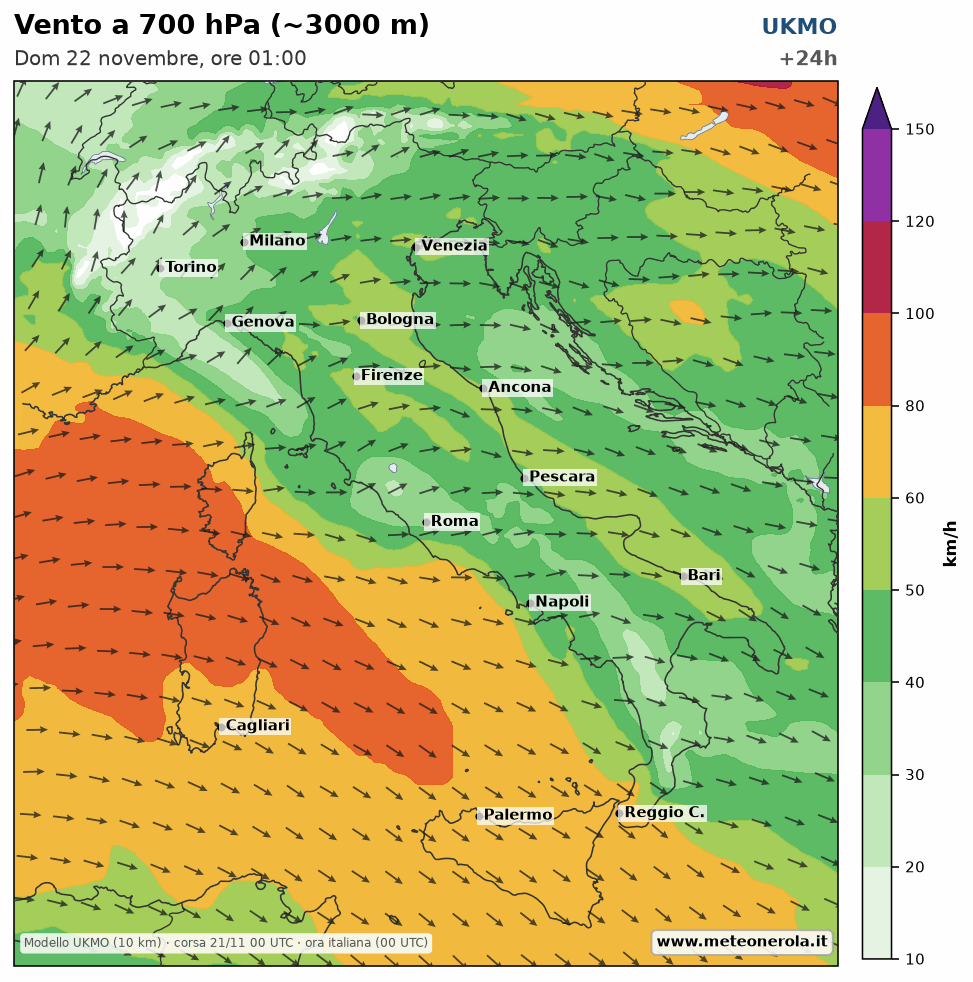 Vento a 700 hPa (~3000 m)
UKMO
Dom 22 novembre, ore 01:00
+24h
Milano
Venezia
Torino
Genova
Bologna
Firenze
Ancona
Pescara
Roma
Bari
Napoli
Cagliari
Palermo
Reggio C.
150
120
100
80
60
50
40
30
20
10
km/h
Modello UKMO (10 km) · corsa 21/11 00 UTC · ora italiana (00 UTC)
www.meteonerola.it